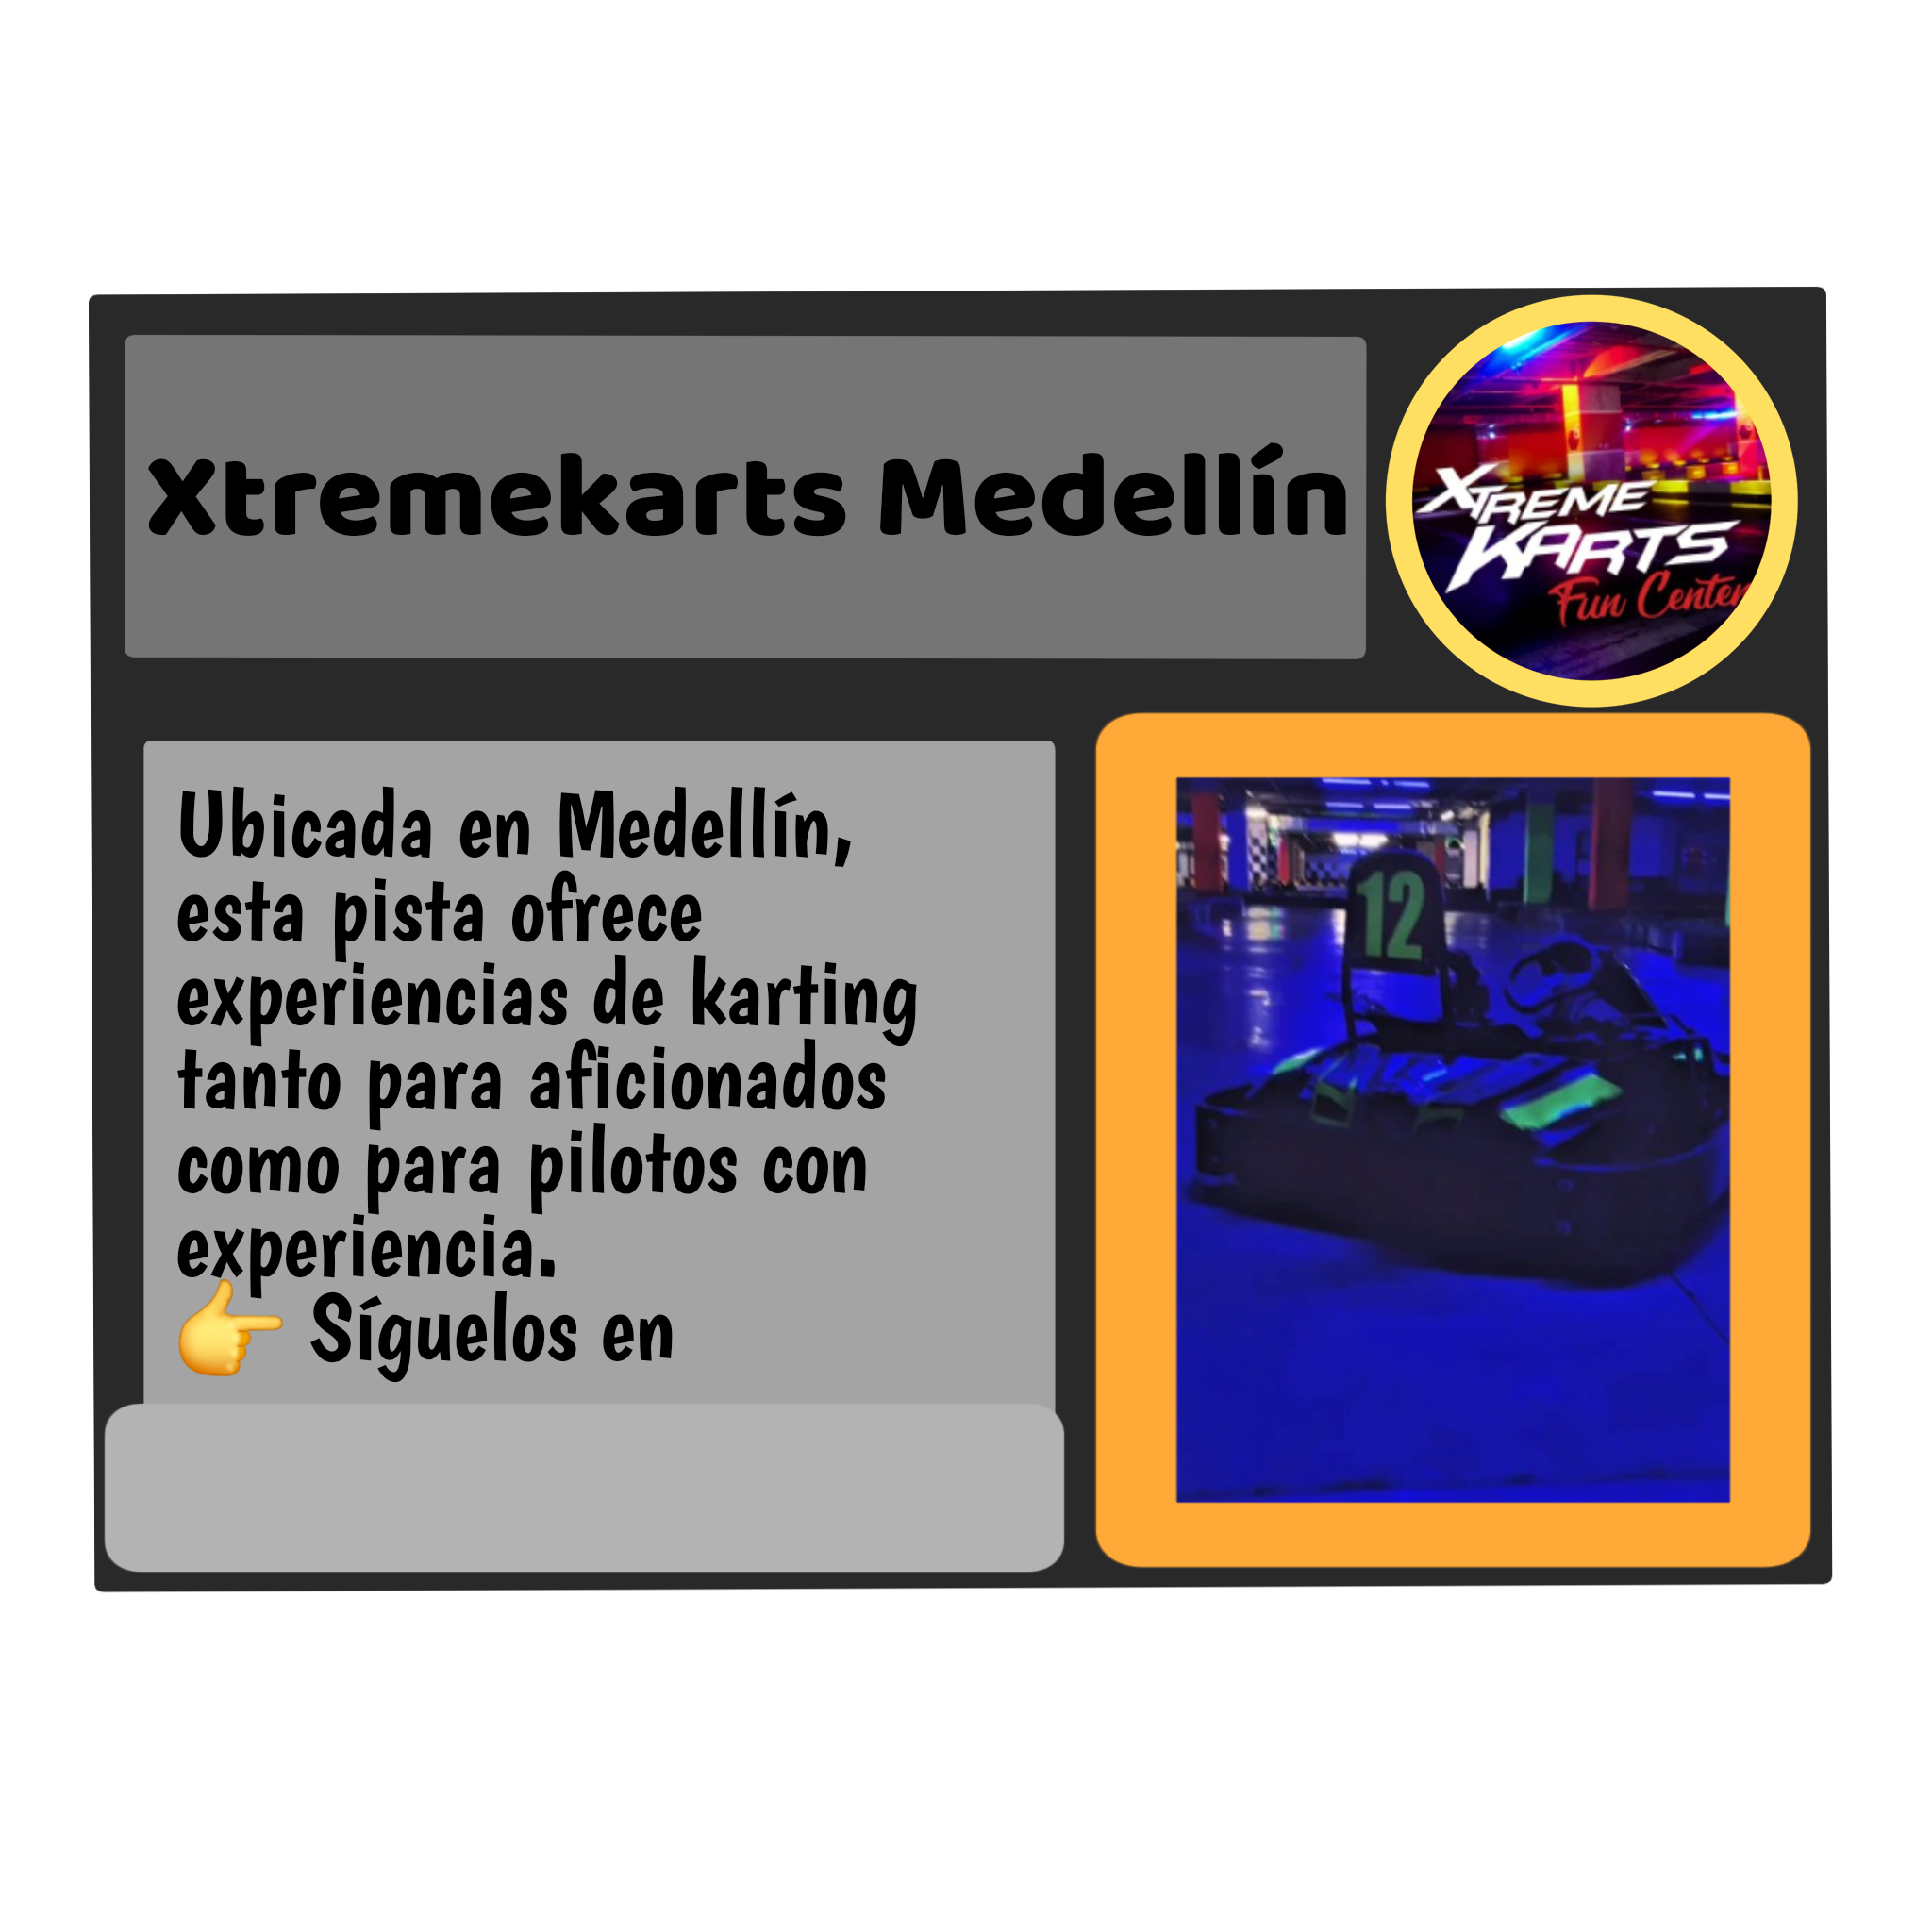 Xtremekarts Medellín
XTREME
KARTS
Fun Center
Ubicada en Medellín,
esta pista ofrece
experiencias de karting
tanto para aficionados
como para pilotos con
experiencia.
👉 Síguelos en
12